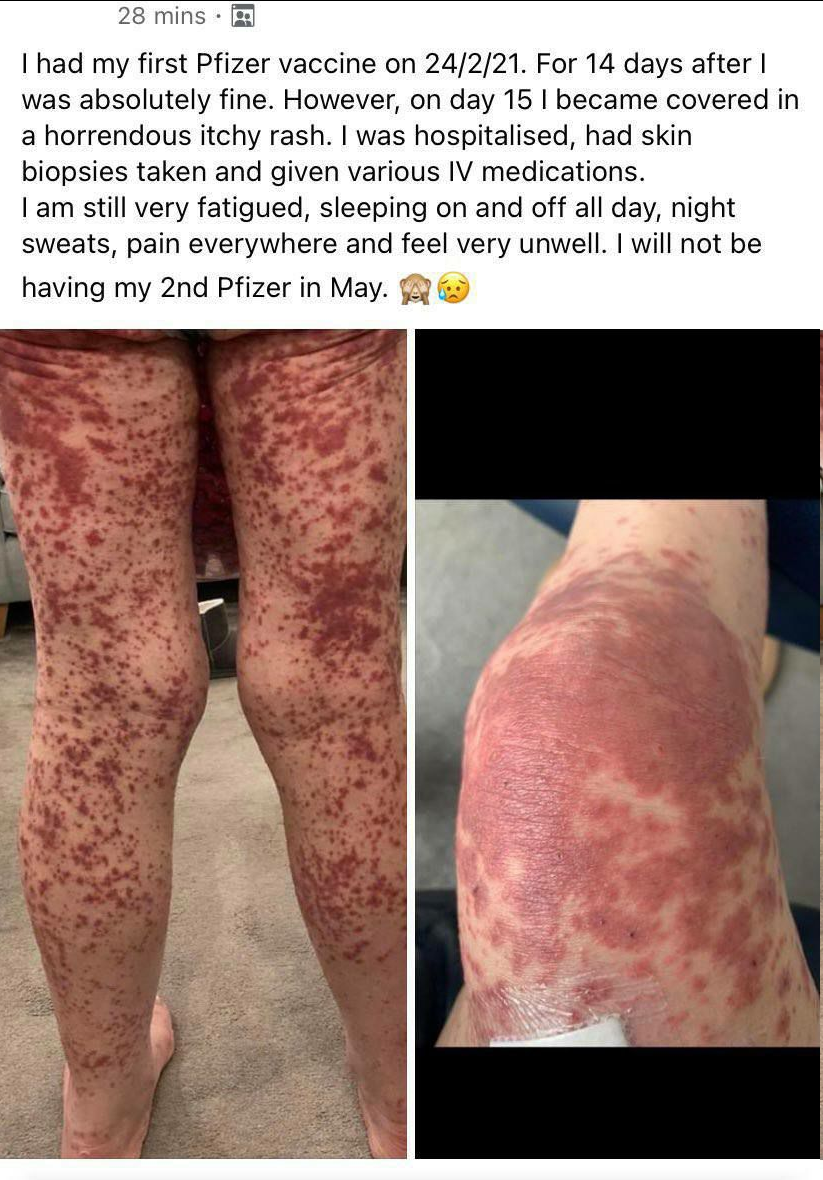 28 mins ·
I had my first Pfizer vaccine on 24/2/21. For 14 days after I
was absolutely fine. However, on day 15 I became covered in
a horrendous itchy rash. I was hospitalised, had skin
biopsies taken and given various IV medications.
I am still very fatigued, sleeping on and off all day, night
sweats, pain everywhere and feel very unwell. I will not be
having my 2nd Pfizer in May. 🙈😥